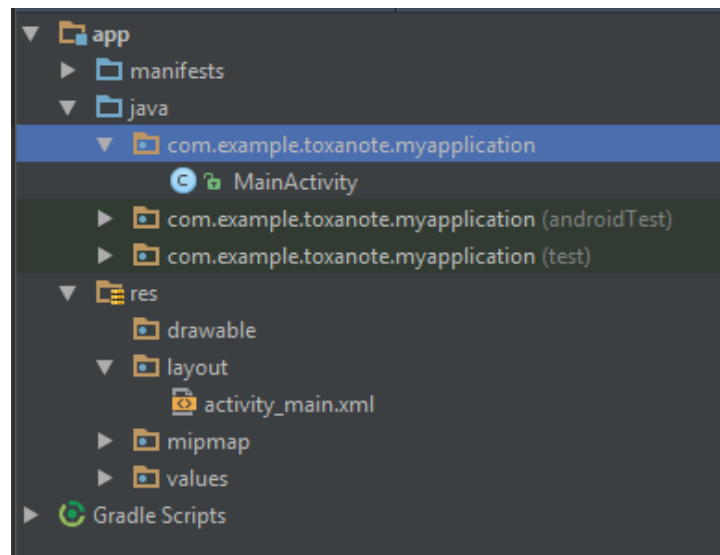 app
manifests
java
com.example.toxanote.myapplication
MainActivity
com.example.toxanote.myapplication (androidTest)
com.example.toxanote.myapplication (test)
res
drawable
layout
activity_main.xml
mipmap
values
Gradle Scripts